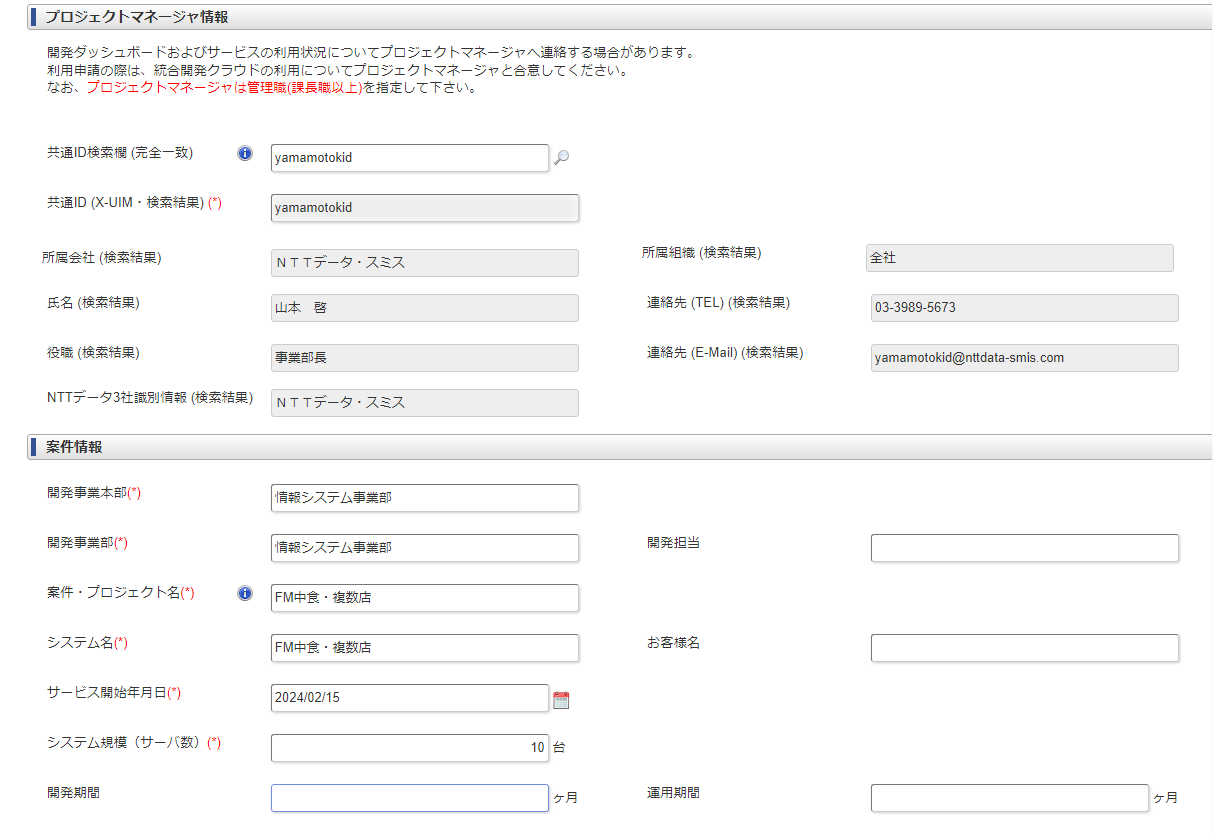 プロジェクトマネージャ情報
開発ダッシュボードおよびサービスの利用状況についてプロジェクトマネージャへ連絡する場合があります。
利用申請の際は、統合開発クラウドの利用についてプロジェクトマネージャと合意してください。
なお、プロジェクトマネージャは管理職(課長職以上)を指定して下さい。
共通ID検索欄 (完全一致) yamamotokid
共通ID (X-UIM・検索結果) (*) yamamotokid
所属会社 (検索結果) ＮＴＴデータ・スミス 所属組織 (検索結果) 全社
氏名 (検索結果) 山本　啓 連絡先 (TEL) (検索結果) 03-3989-5673
役職 (検索結果) 事業部長 連絡先 (E-Mail) (検索結果) yamamotokid@nttdata-smis.com
NTTデータ3社識別情報 (検索結果) ＮＴＴデータ・スミス
案件情報
開発事業本部(*) 情報システム事業部
開発事業部(*) 情報システム事業部 開発担当
案件・プロジェクト名(*) FM中食・複数店
システム名(*) FM中食・複数店 お客様名
サービス開始年月日(*) 2024/02/15
システム規模（サーバ数）(*) 10 台
開発期間 ヶ月 運用期間 ヶ月